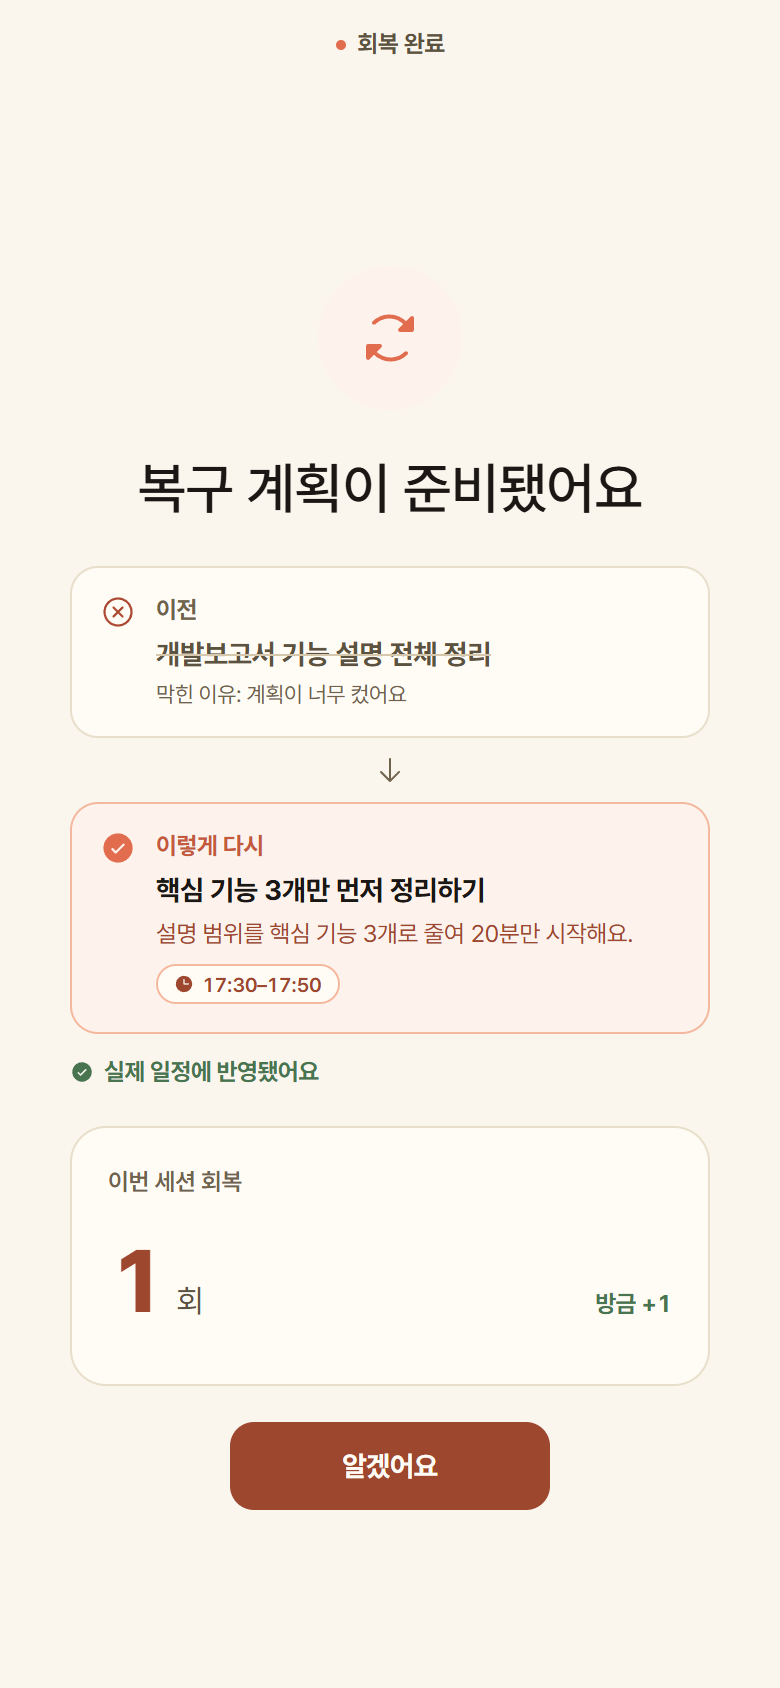 회복 완료
복구 계획이 준비됐어요
이전
개발보고서 기능 설명 전체 정리
막힌 이유: 계획이 너무 컸어요
이렇게 다시
핵심 기능 3개만 먼저 정리하기
설명 범위를 핵심 기능 3개로 줄여 20분만 시작해요.
17:30–17:50
실제 일정에 반영됐어요
이번 세션 회복
1 회
방금 +1
알겠어요